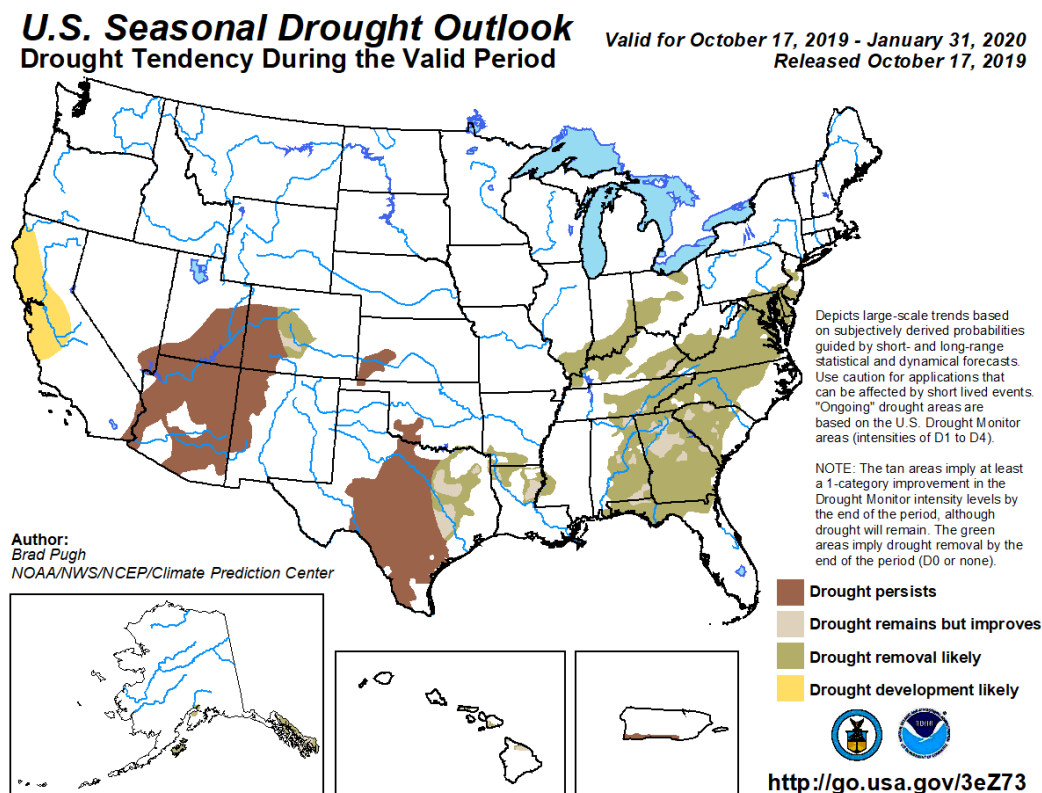 U.S. Seasonal Drought Outlook
Drought Tendency During the Valid Period
Valid for October 17, 2019 - January 31, 2020
Released October 17, 2019
Depicts large-scale trends based
on subjectively derived probabilities
guided by short- and long-range
statistical and dynamical forecasts.
Use caution for applications that
can be affected by short lived events.
"Ongoing" drought areas are
based on the U.S. Drought Monitor
areas (intensities of D1 to D4).
NOTE: The tan areas imply at least
a 1-category improvement in the
Drought Monitor intensity levels by
the end of the period, although
drought will remain. The green
areas imply drought removal by the
end of the period (D0 or none).
Author:
Brad Pugh
NOAA/NWS/NCEP/Climate Prediction Center
Drought persists
Drought remains but improves
Drought removal likely
Drought development likely
http://go.usa.gov/3eZ73